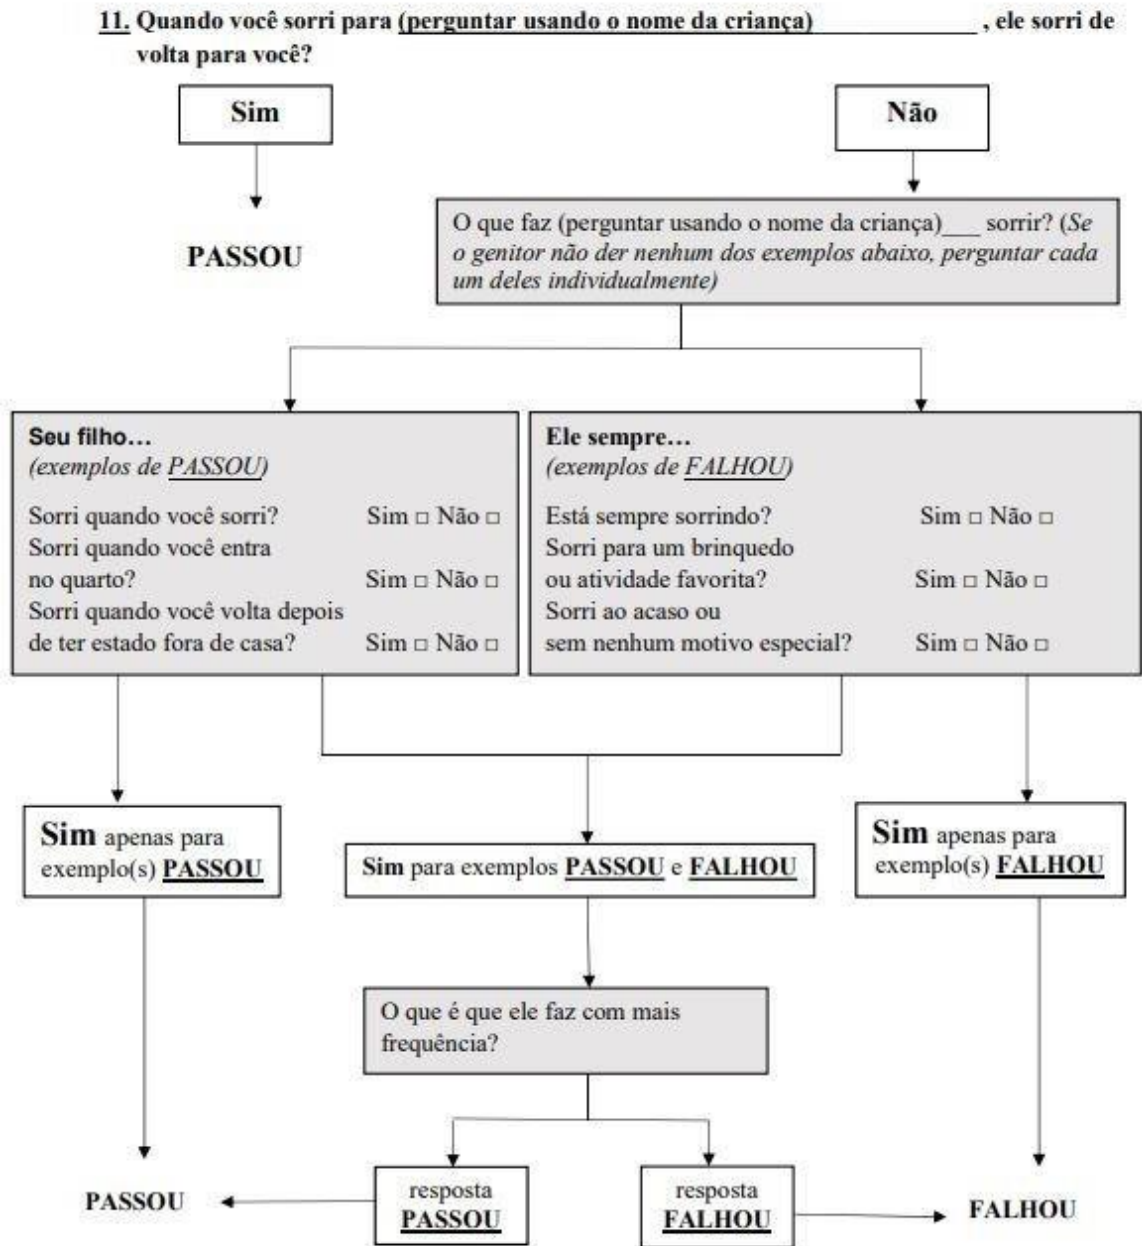 11. Quando você sorri para (perguntar usando o nome da criança)______________ , ele sorri de
volta para você?
Sim
Não
PASSOU
O que faz (perguntar usando o nome da criança)___ sorrir? (Se
o genitor não der nenhum dos exemplos abaixo, perguntar cada
um deles individualmente)
Seu filho…
(exemplos de PASSOU)
Sorri quando você sorri? Sim □ Não □
Sorri quando você entra
no quarto? Sim □ Não □
Sorri quando você volta depois
de ter estado fora de casa? Sim □ Não □
Ele sempre…
(exemplos de FALHOU)
Está sempre sorrindo? Sim □ Não □
Sorri para um brinquedo
ou atividade favorita? Sim □ Não □
Sorri ao acaso ou
sem nenhum motivo especial? Sim □ Não □
Sim apenas para
exemplo(s) PASSOU
Sim para exemplos PASSOU e FALHOU
Sim apenas para
exemplo(s) FALHOU
O que é que ele faz com mais
frequência?
PASSOU
resposta
PASSOU
resposta
FALHOU
FALHOU